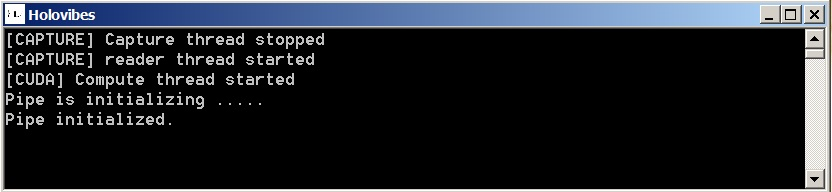 Holovibes
[CAPTURE] Capture thread stopped
[CAPTURE] reader thread started
[CUDA] Compute thread started
Pipe is initializing .....
Pipe initialized.